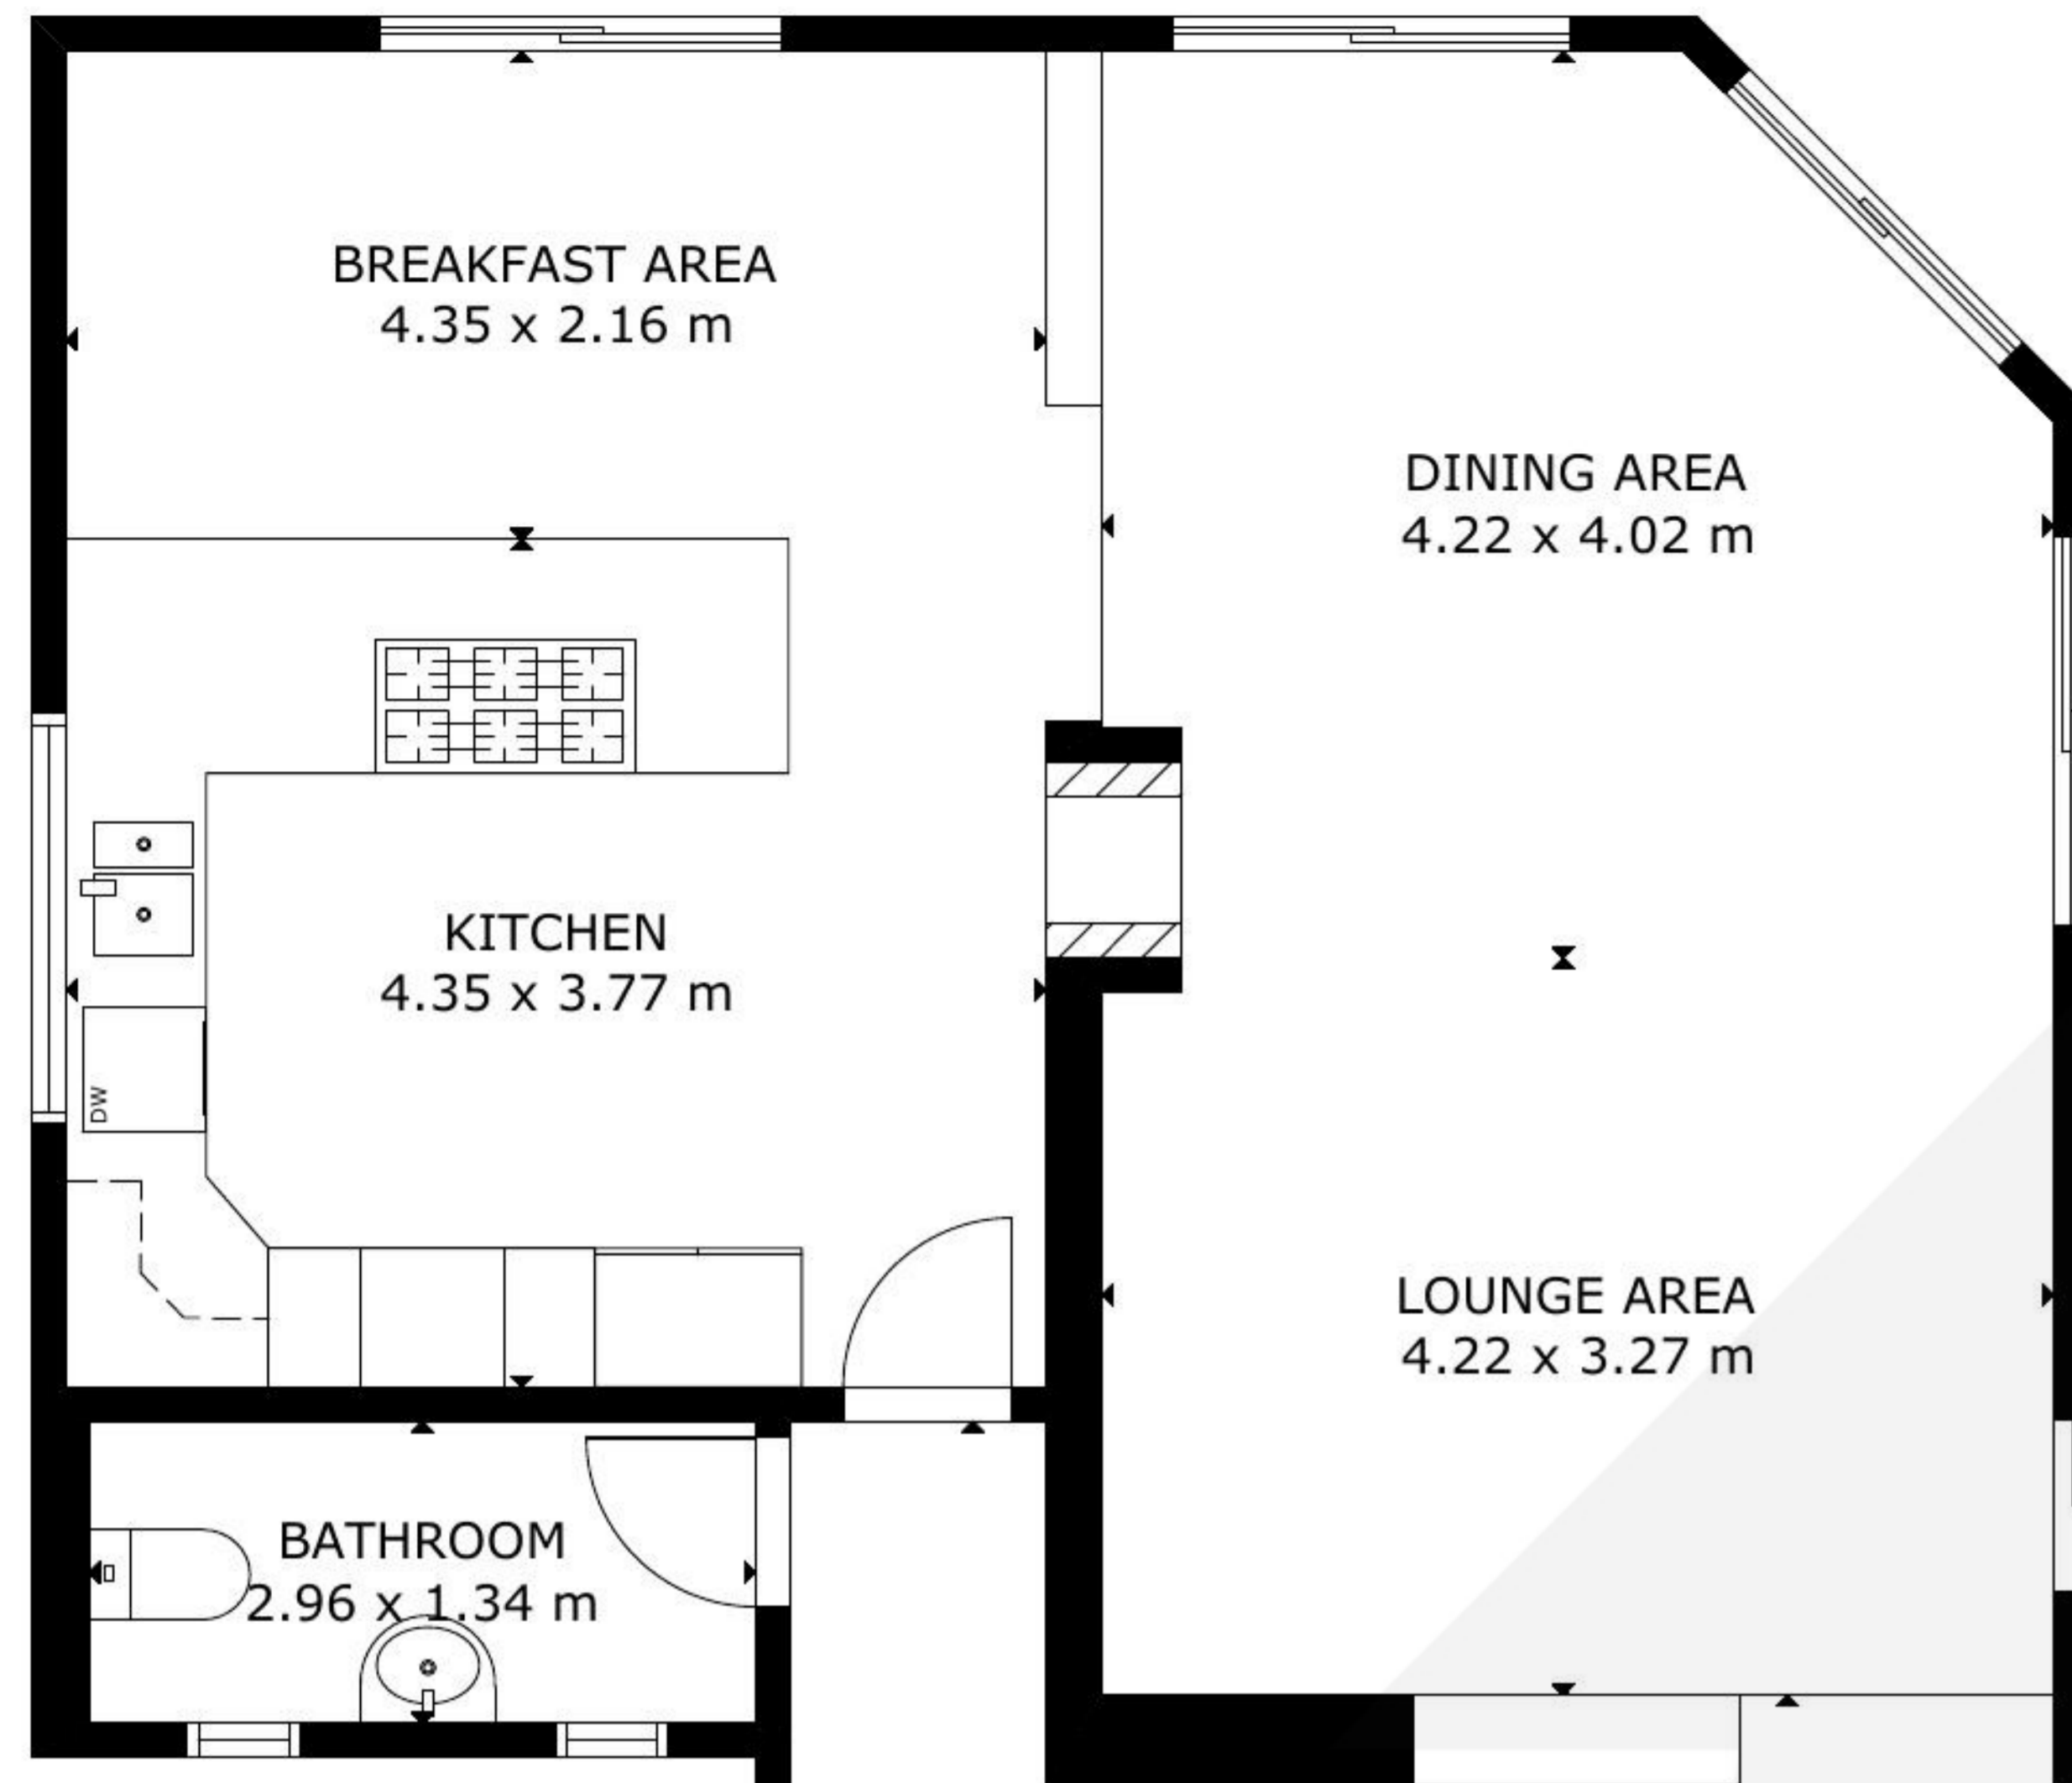 BREAKFAST AREA
4.35 x 2.16 m
DINING AREA
4.22 x 4.02 m
KITCHEN
4.35 x 3.77 m
DW
LOUNGE AREA
4.22 x 3.27 m
BATHROOM
2.96 x 1.34 m